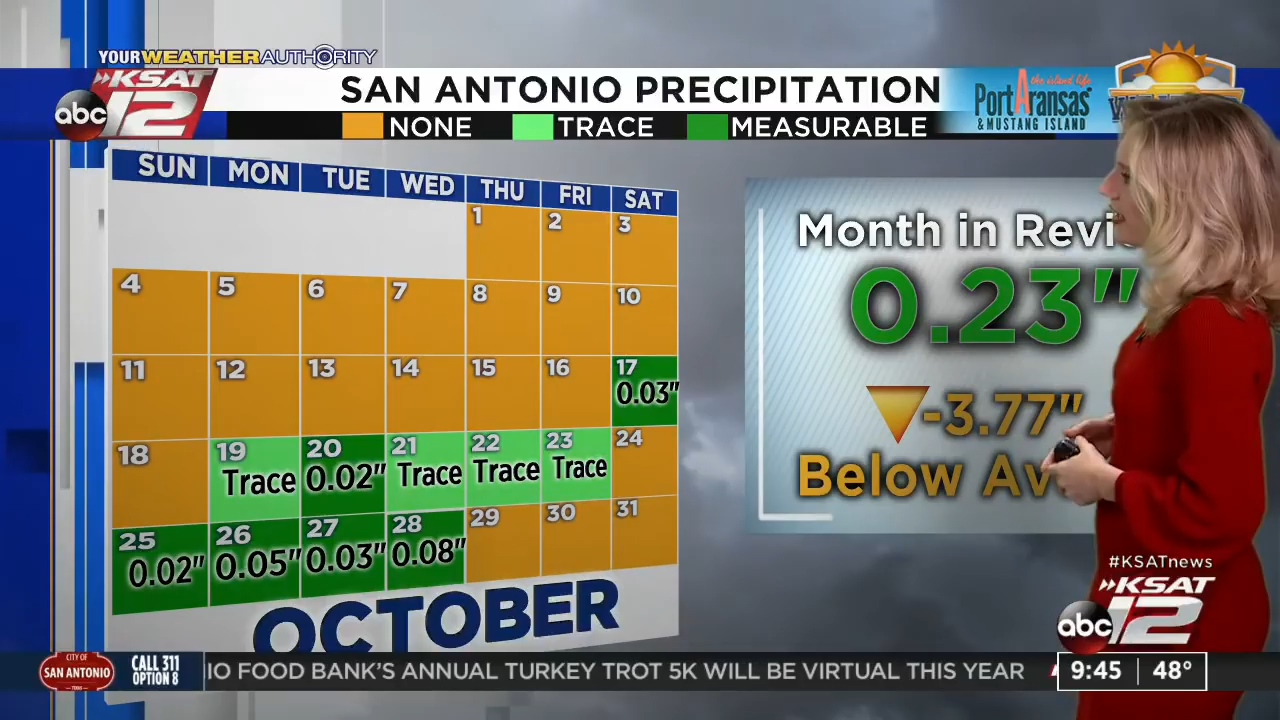 YOURWEATHERAUTHORITY
KSAT
abc 12
SAN ANTONIO PRECIPITATION
NONE TRACE MEASURABLE
the island life
PortAransas
& MUSTANG ISLAND
SUN MON TUE WED THU FRI SAT
1 2 3
4 5 6 7 8 9 10
11 12 13 14 15 16 17
0.03"
18 19 20 21 22 23 24
Trace 0.02" Trace Trace Trace
25 26 27 28 29 30 31
0.02" 0.05" 0.03" 0.08"
OCTOBER
Month in Revi
0.23"
-3.77"
Below Av
#KSATnews
KSAT
abc 12
CITY OF
SAN ANTONIO
CALL 311
OPTION 8
IO FOOD BANK'S ANNUAL TURKEY TROT 5K WILL BE VIRTUAL THIS YEAR
9:45 48°